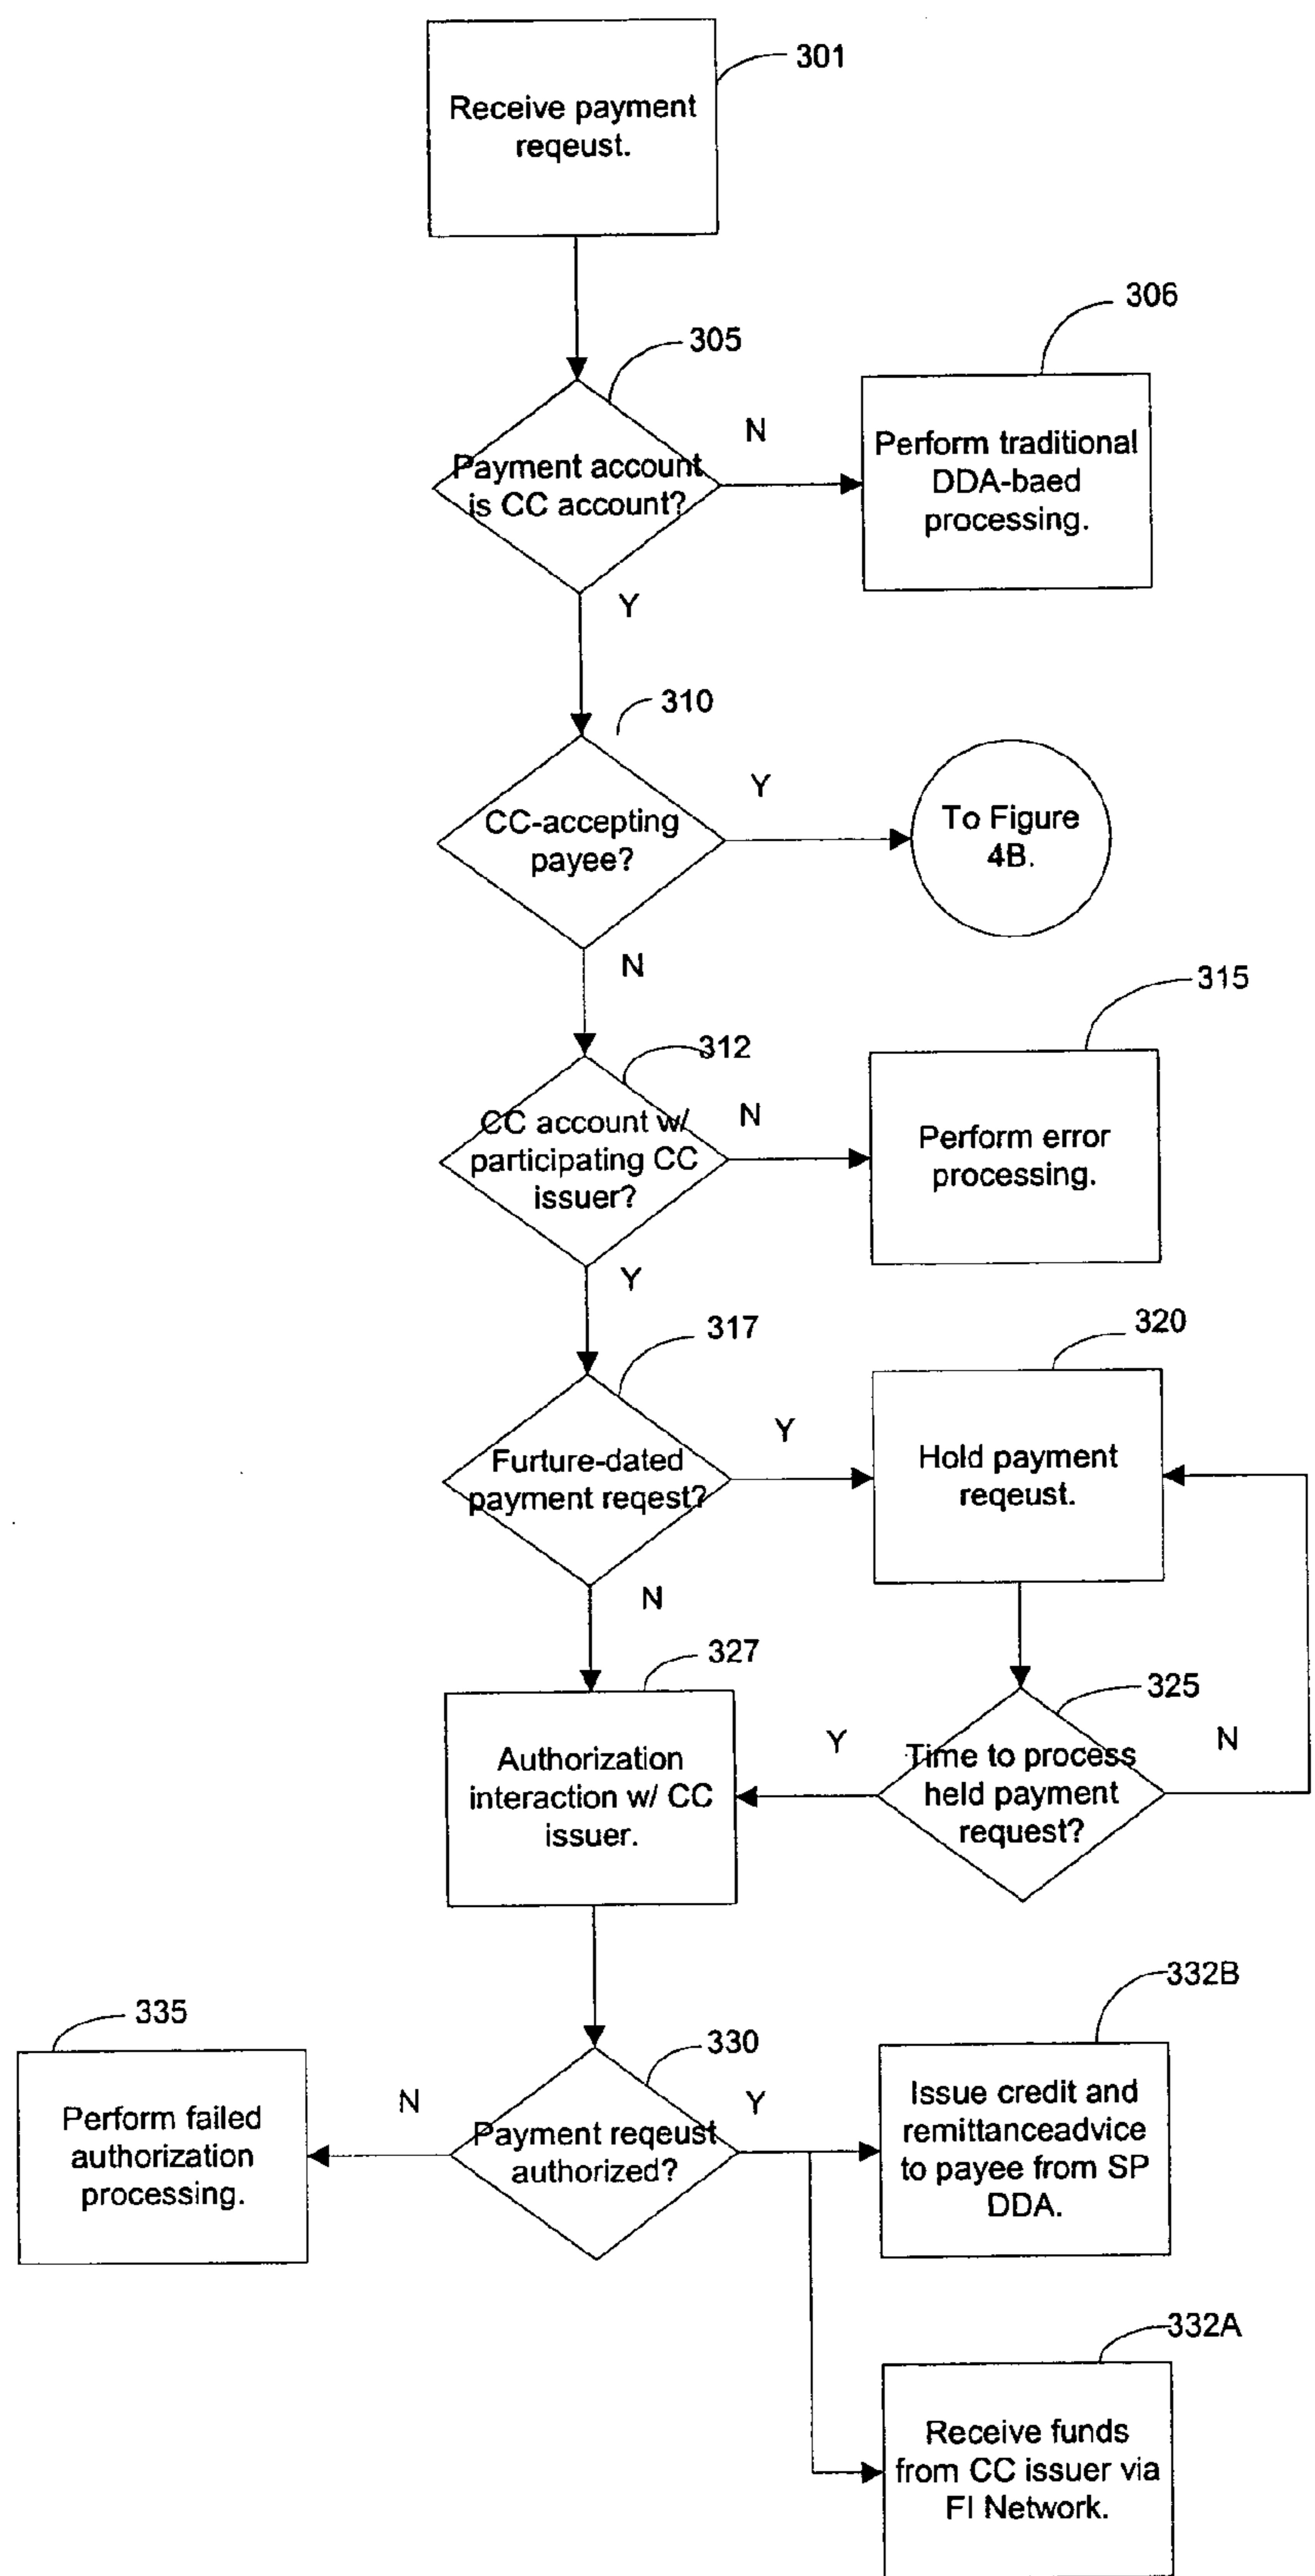 301
Receive payment
reqeust.
306
305
N
Payment account
is CC account?
Perform traditional
DDA-baed
processing.
Y
310
Y
CC-accepting
payee?
To Figure
4B.
N
315
312
N
CC account w/
participating CC
issuer?
Perform error
processing.
Y
317
320
Y
Furture-dated
payment reqest?
Hold payment
reqeust.
N
327
325
Y
N
Authorization
interaction w/ CC
issuer.
Time to process
held payment
request?
332B
335
330
N
Y
Perform failed
authorization
processing.
Payment reqeust
authorized?
Issue credit and
remittanceadvice
to payee from SP
DDA.
332A
Receive funds
from CC issuer via
FI Network.